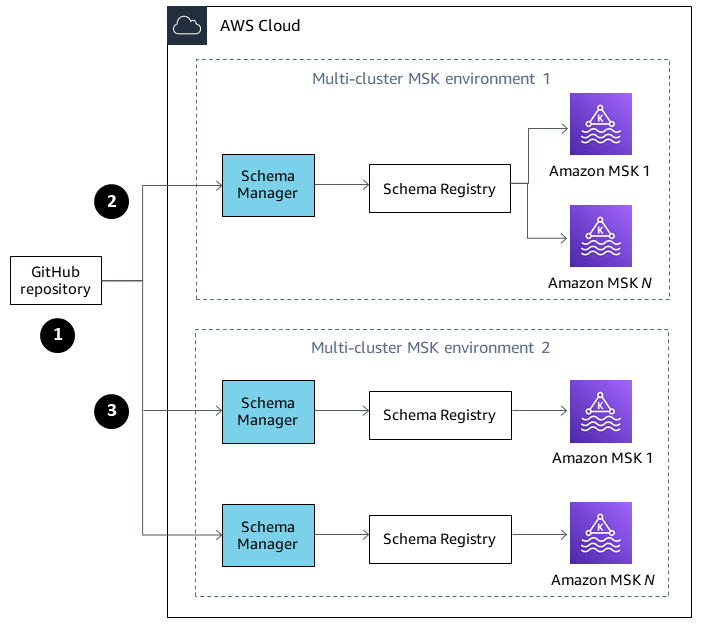 AWS Cloud
Multi-cluster MSK environment 1
K
Amazon MSK 1
Schema
Manager
Schema Registry
K
Amazon MSK N
2
GitHub
repository
1
Multi-cluster MSK environment 2
3
Schema
Manager
Schema Registry
K
Amazon MSK 1
Schema
Manager
Schema Registry
K
Amazon MSK N